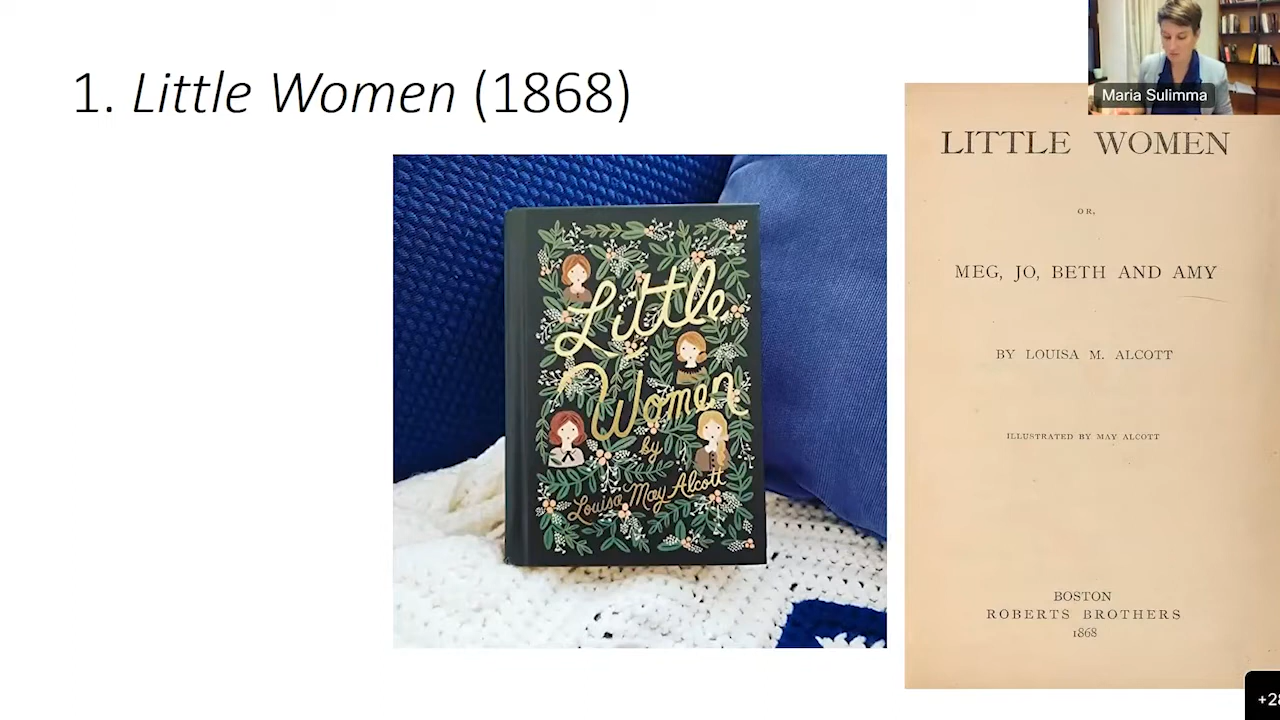 1. Little Women (1868)
Maria Sulimma
Little
Women
by
Louisa May Alcott
LITTLE WOMEN
OR,
MEG, JO, BETH AND AMY
BY LOUISA M. ALCOTT
ILLUSTRATED BY MAY ALCOTT
BOSTON
ROBERTS BROTHERS
1868